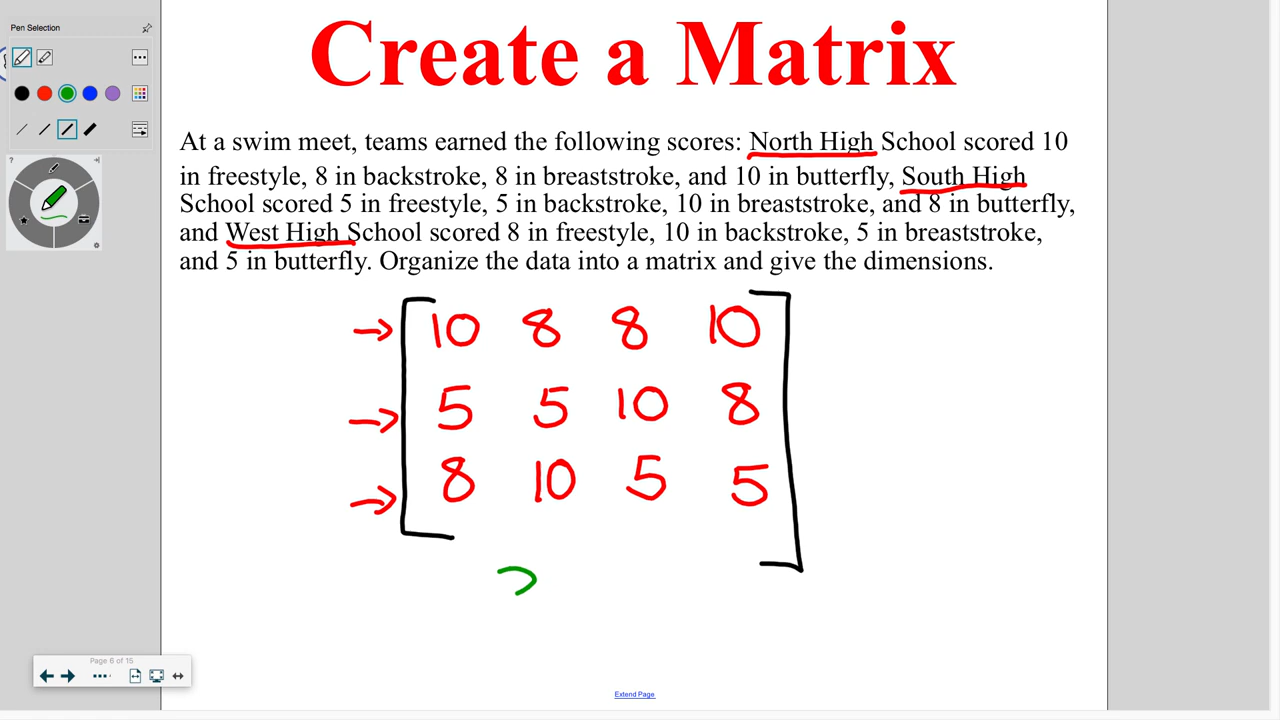 Pen Selection
Create a Matrix
At a swim meet, teams earned the following scores: North High School scored 10
in freestyle, 8 in backstroke, 8 in breaststroke, and 10 in butterfly, South High
School scored 5 in freestyle, 5 in backstroke, 10 in breaststroke, and 8 in butterfly,
and West High School scored 8 in freestyle, 10 in backstroke, 5 in breaststroke,
and 5 in butterfly. Organize the data into a matrix and give the dimensions.
10 8 8 10
5 5 10 8
8 10 5 5
Page 6 of 15
Extend Page